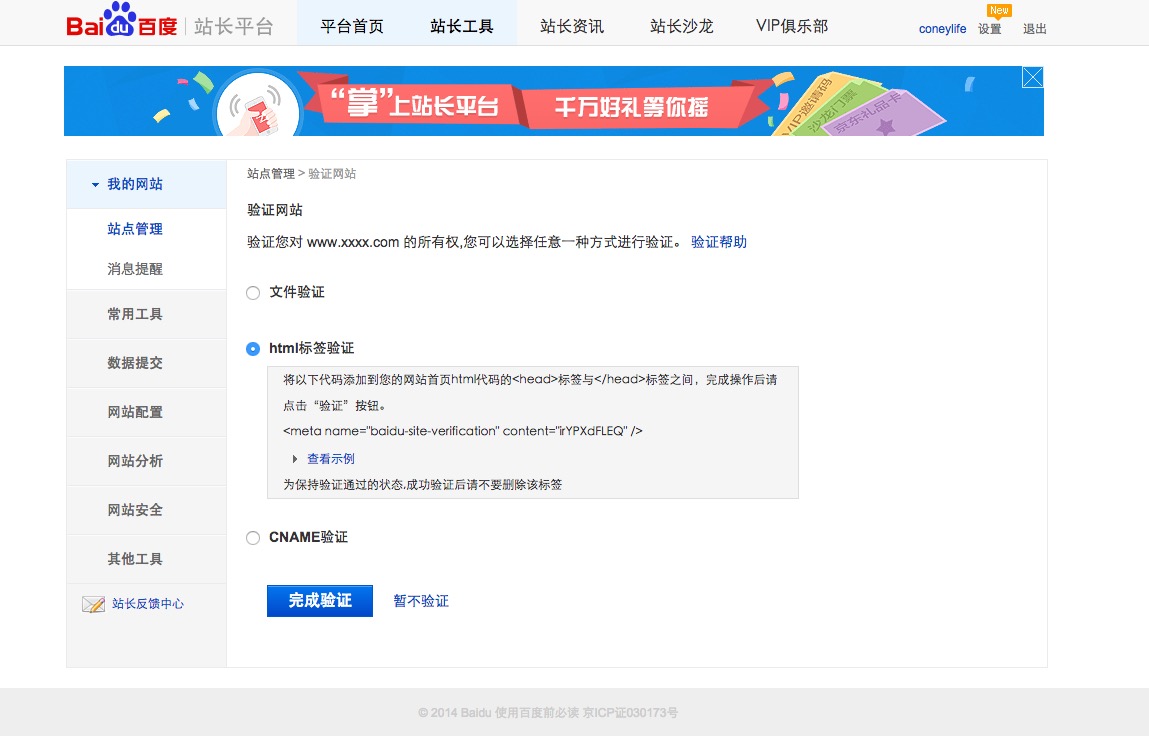 Baidu百度 站长平台
平台首页 站长工具 站长资讯 站长沙龙 VIP俱乐部
New
coneylife 设置 退出
“掌”上站长平台 千万好礼等你摇
VIP邀请码
沙龙门票
京东礼品卡
我的网站
站点管理
消息提醒
常用工具
数据提交
网站配置
网站分析
网站安全
其他工具
站长反馈中心
站点管理 > 验证网站
验证网站
验证您对 www.xxxx.com 的所有权,您可以选择任意一种方式进行验证。 验证帮助
文件验证
html标签验证
将以下代码添加到您的网站首页html代码的<head>标签与</head>标签之间，完成操作后请
点击“验证”按钮。
<meta name="baidu-site-verification" content="irYPXdFLEQ" />
查看示例
为保持验证通过的状态,成功验证后请不要删除该标签
CNAME验证
完成验证 暂不验证
© 2014 Baidu 使用百度前必读 京ICP证030173号